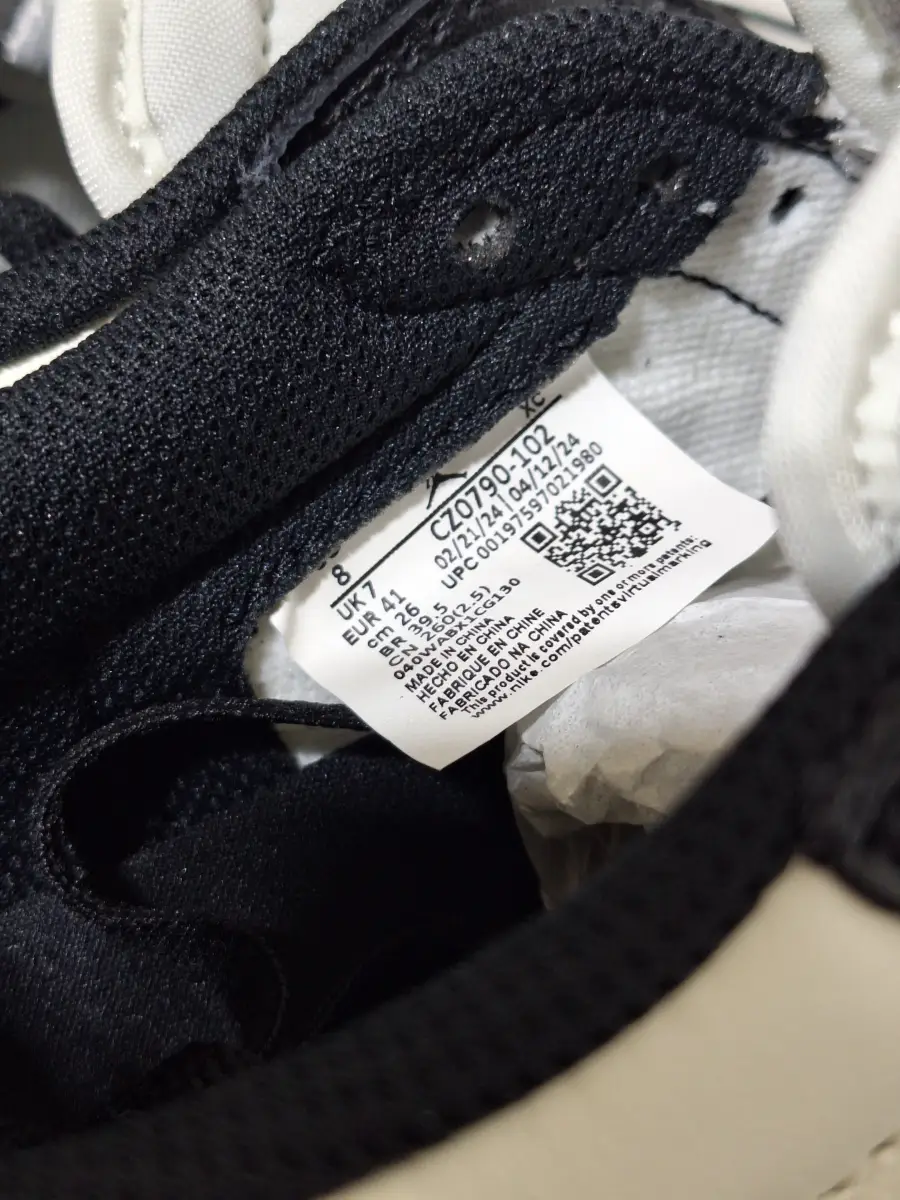 XC
8
CZ0790-102
UK 7
02/21/24 | 04/12/24
EUR 41
UPC 00197597021980
cm 26
BR 39.5
CN 260(2.5)
040WABX1CG130
MADE IN CHINA
HECHO EN CHINA
FABRIQUE EN CHINE
FABRICADO NA CHINA
This product is covered by one or more patents:
www.nike.com/patentsvirtualmarking